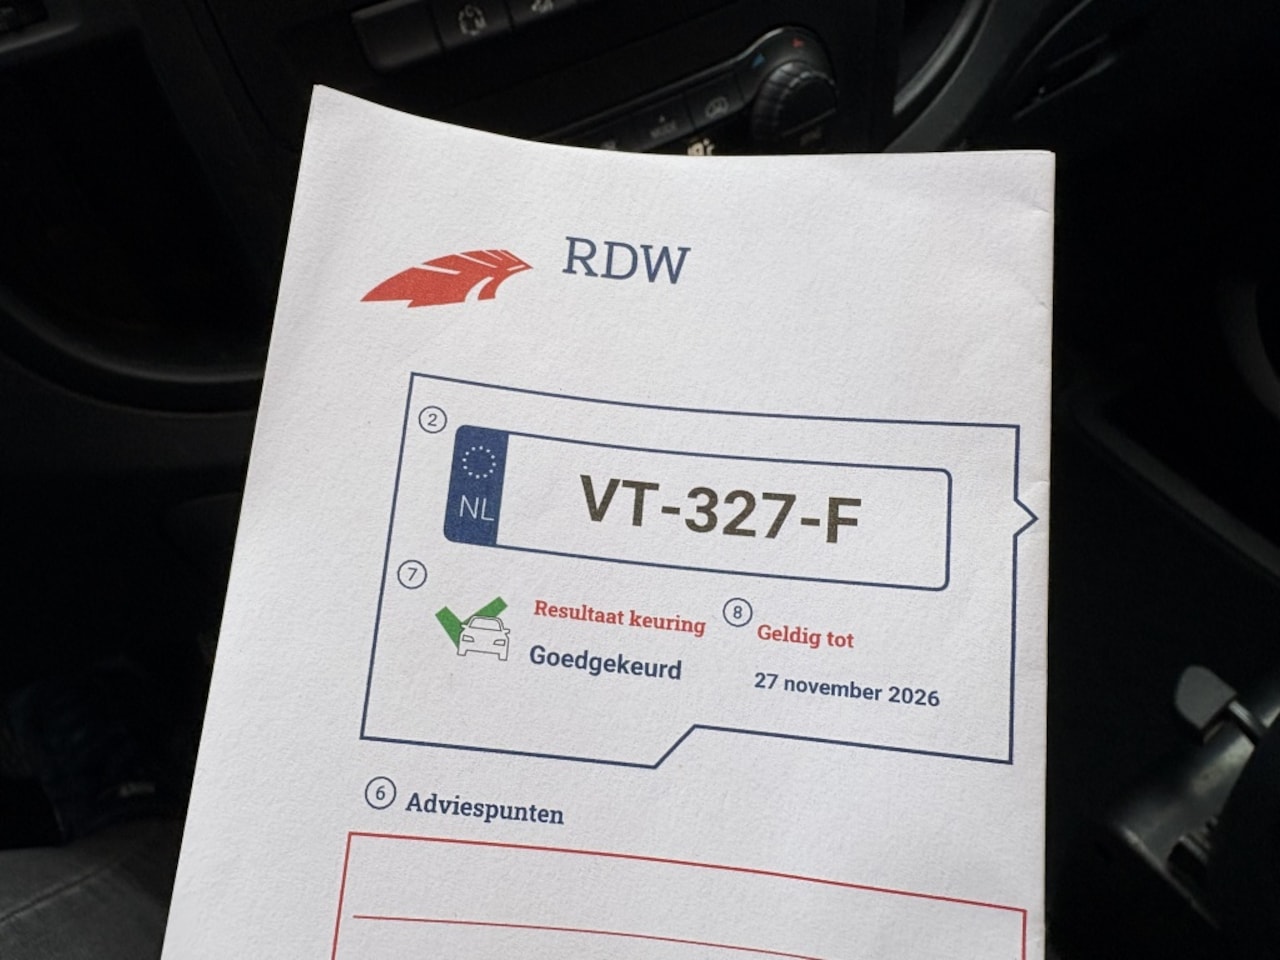 RDW
2
NL
VT-327-F
7
Resultaat keuring
Goedgekeurd
8
Geldig tot
27 november 2026
6
Adviespunten